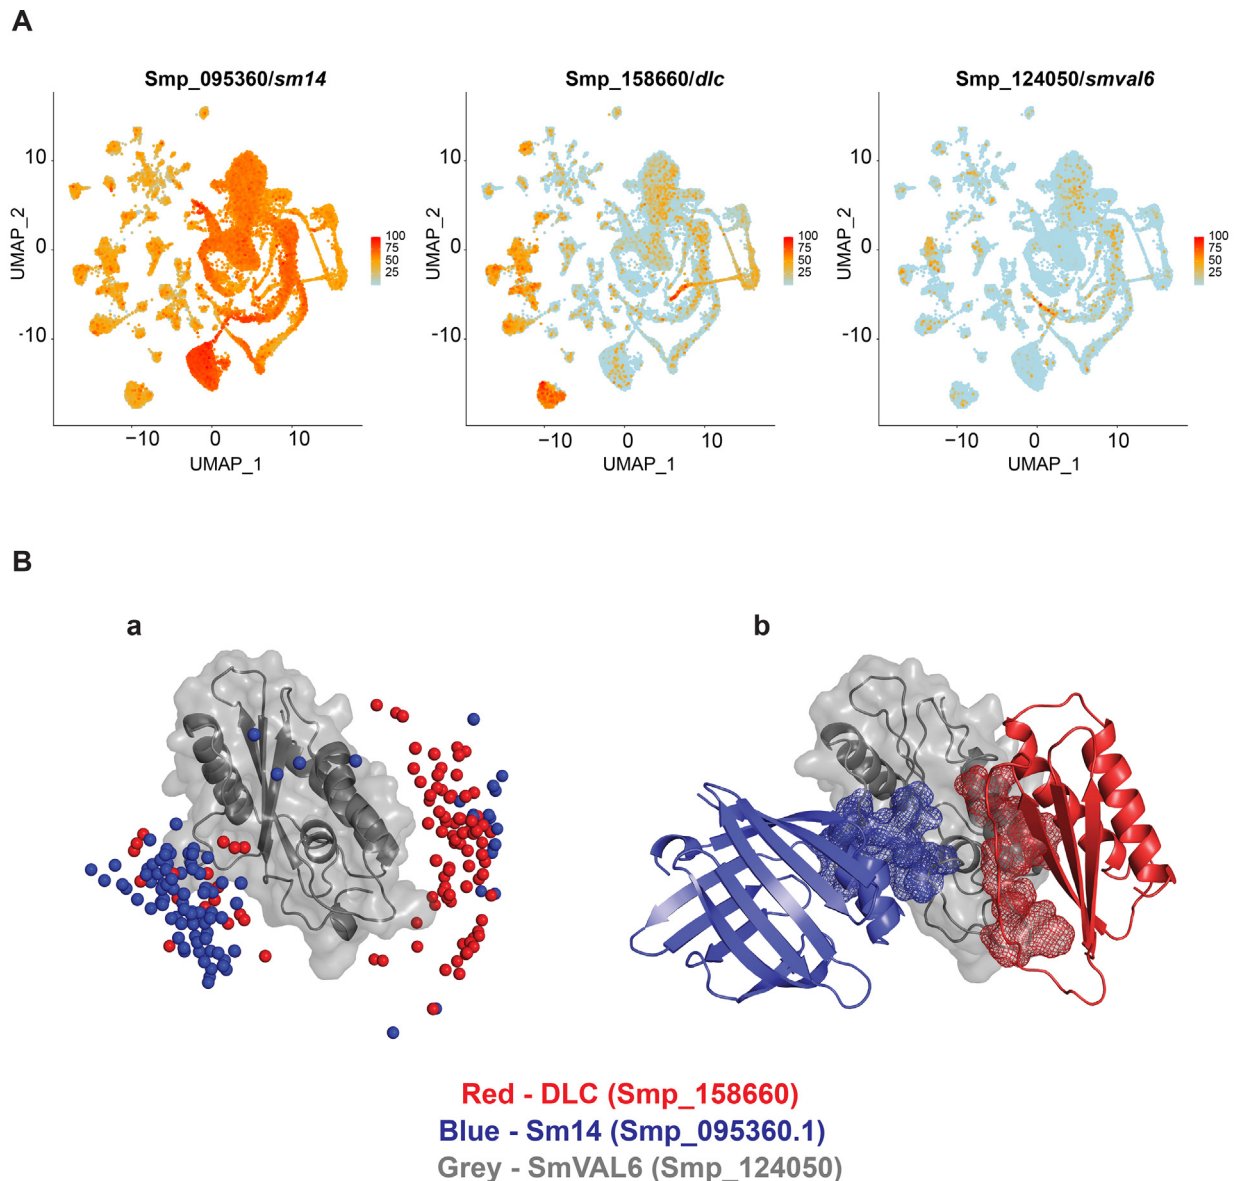 A
Smp_095360/sm14
Smp_158660/dlc
Smp_124050/smval6
10
0
-10
UMAP_2
−10
0
10
UMAP_1
100
75
50
25
10
0
-10
UMAP_2
−10
0
10
UMAP_1
100
75
50
25
10
0
-10
UMAP_2
−10
0
10
UMAP_1
100
75
50
25
B
a
b
Red - DLC (Smp_158660)
Blue - Sm14 (Smp_095360.1)
Grey - SmVAL6 (Smp_124050)